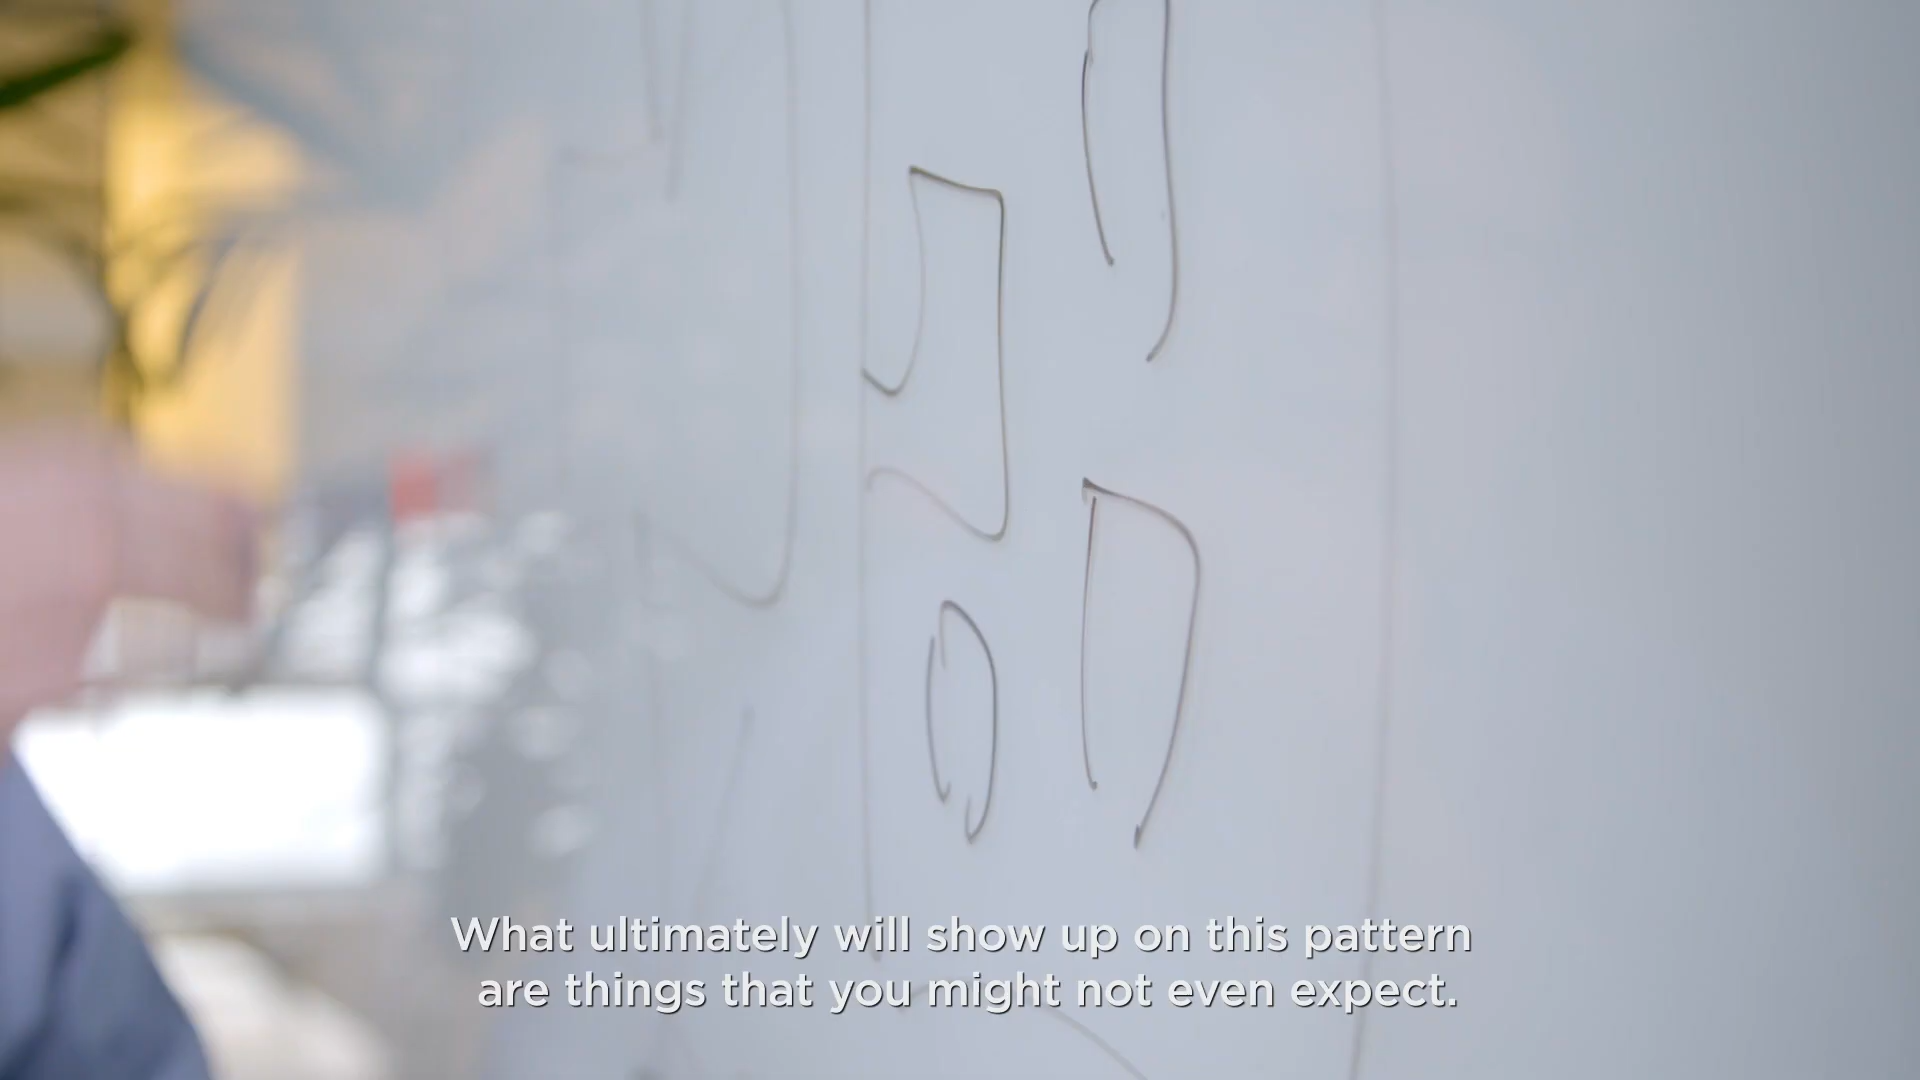 What ultimately will show up on this pattern
are things that you might not even expect.